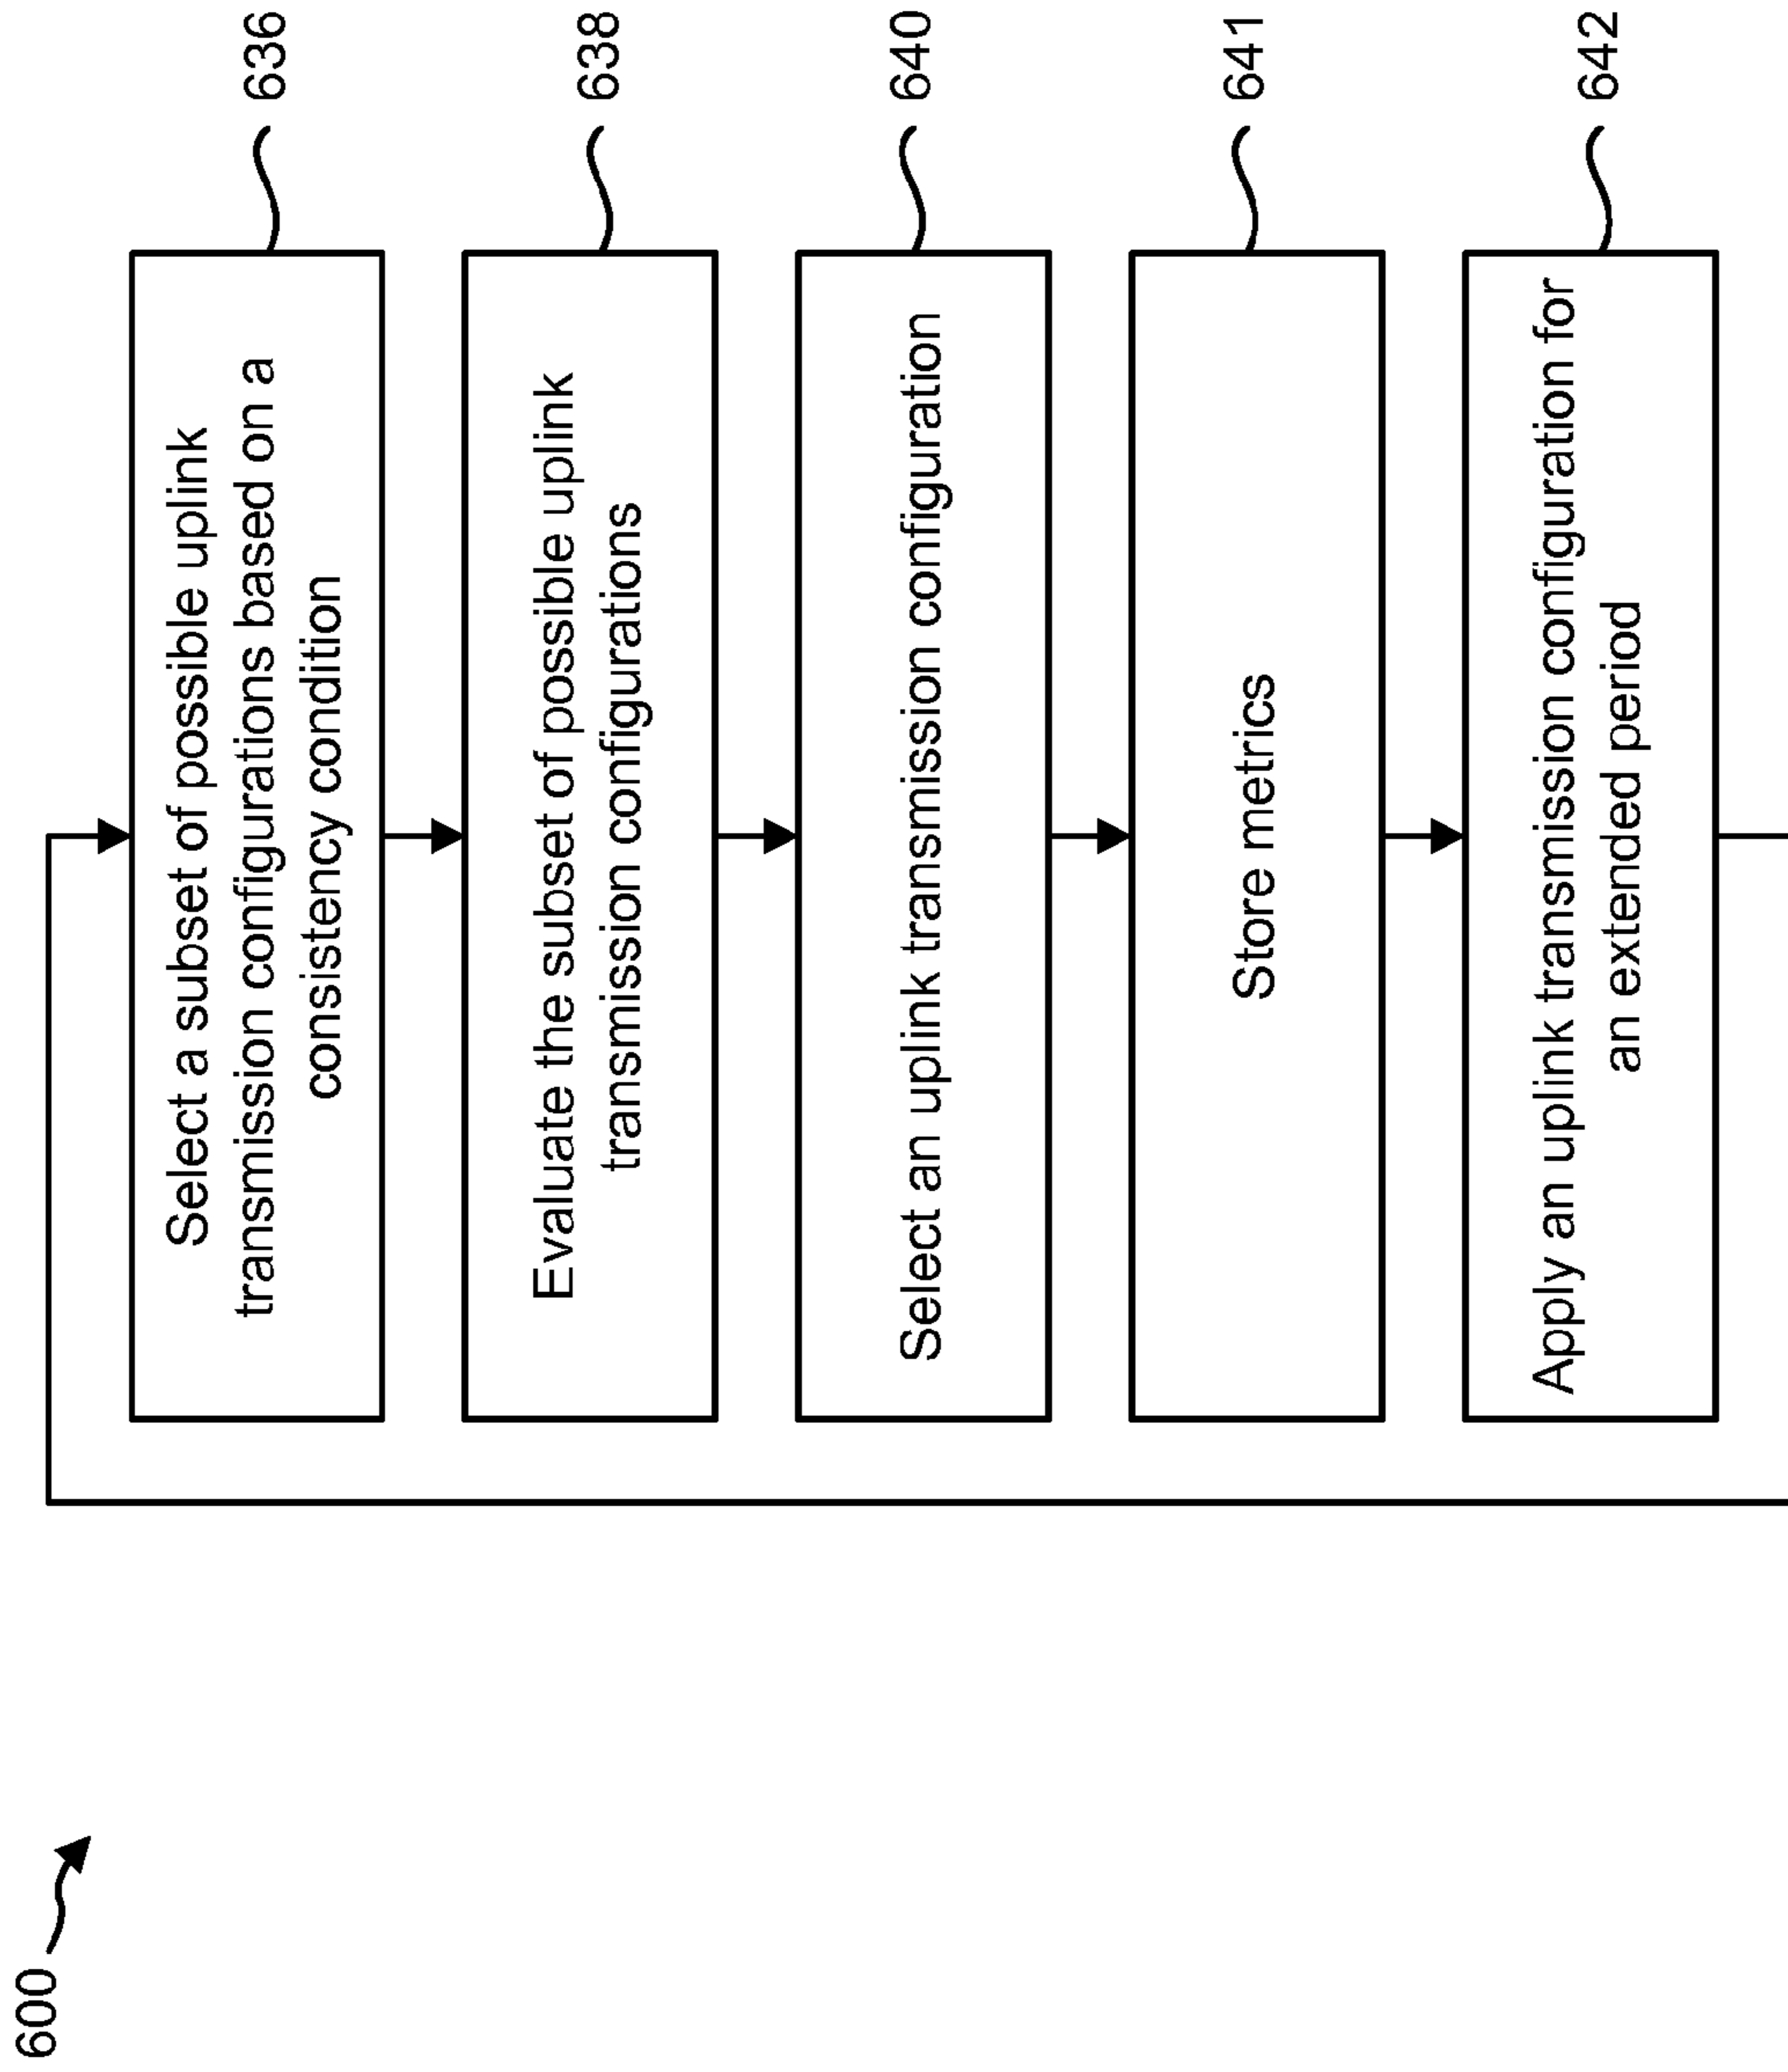 600
Select a subset of possible uplink
transmission configurations based on a
consistency condition
636
Evaluate the subset of possible uplink
transmission configurations
638
Select an uplink transmission configuration
640
Store metrics
641
Apply an uplink transmission configuration for
an extended period
642